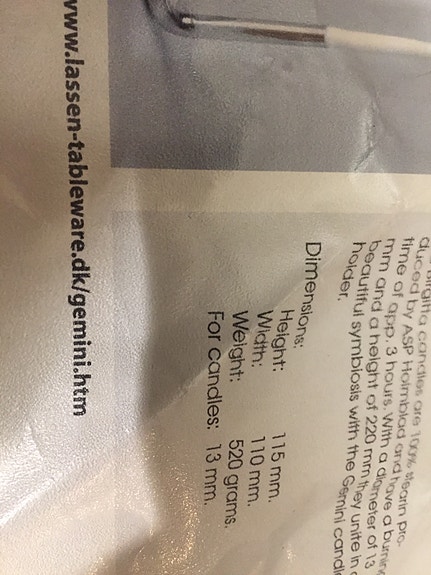 Birgitta candles are 100% stearin pro-
duced by ASP Holmblad and have a burning
time of app. 3 hours. With a diameter of 13
mm and a height of 220 mm they unite in
beautiful symbiosis with the Gemini
holder.
Dimensions:
Height: 115 mm.
Width: 110 mm.
Weight: 520 grams.
For candles: 13 mm.
www.lassen-tableware.dk/gemini.htm